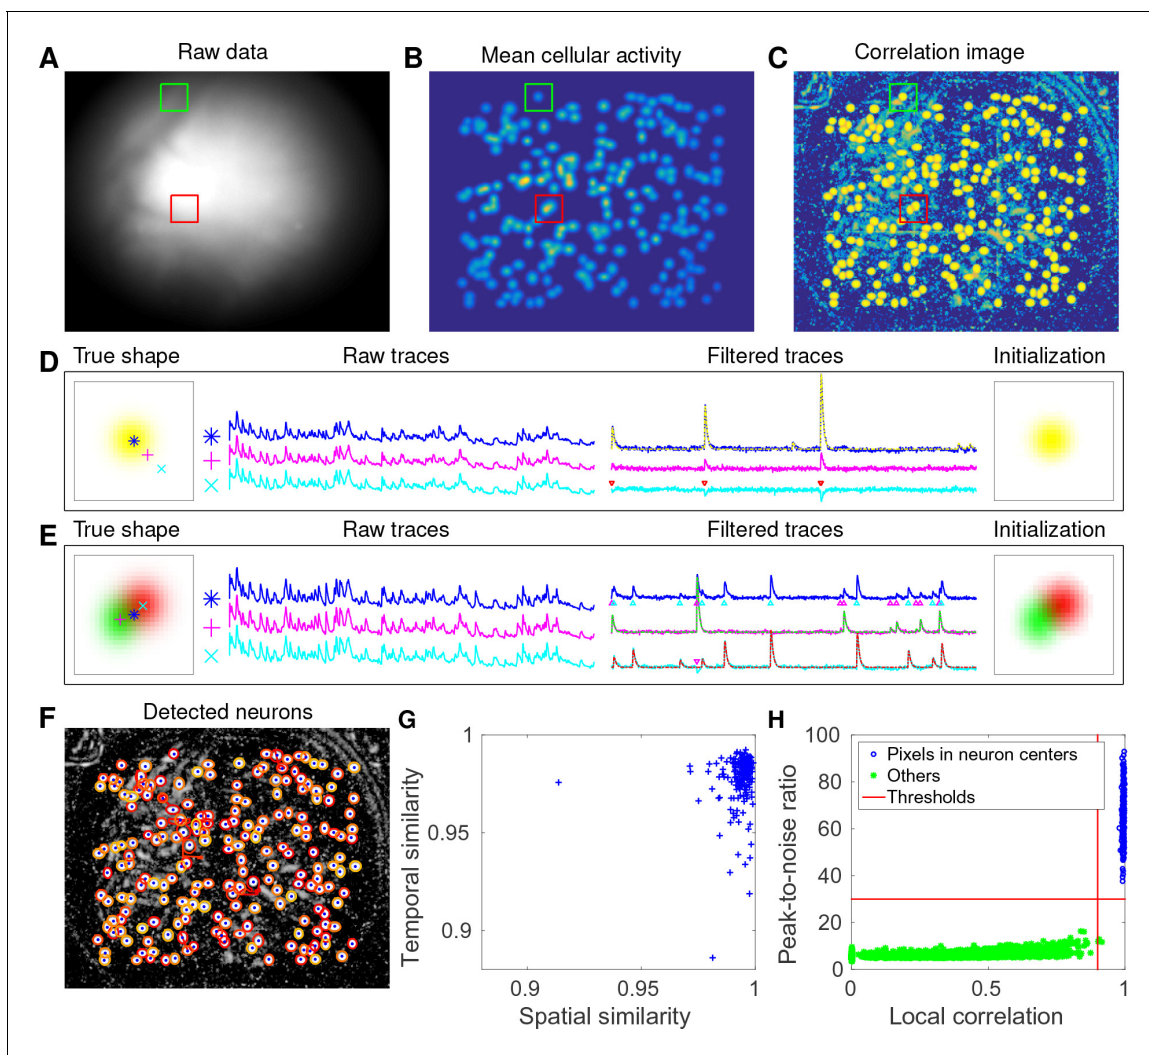 A
Raw data
B
Mean cellular activity
C
Correlation image
D
True shape
Raw traces
Filtered traces
Initialization
E
True shape
Raw traces
Filtered traces
Initialization
F
Detected neurons
G
1
0.95
0.9
0.9
0.95
1
Temporal similarity
Spatial similarity
H
100
80
60
40
20
0
0
0.5
1
Peak-to-noise ratio
Local correlation
Pixels in neuron centers
Others
Thresholds